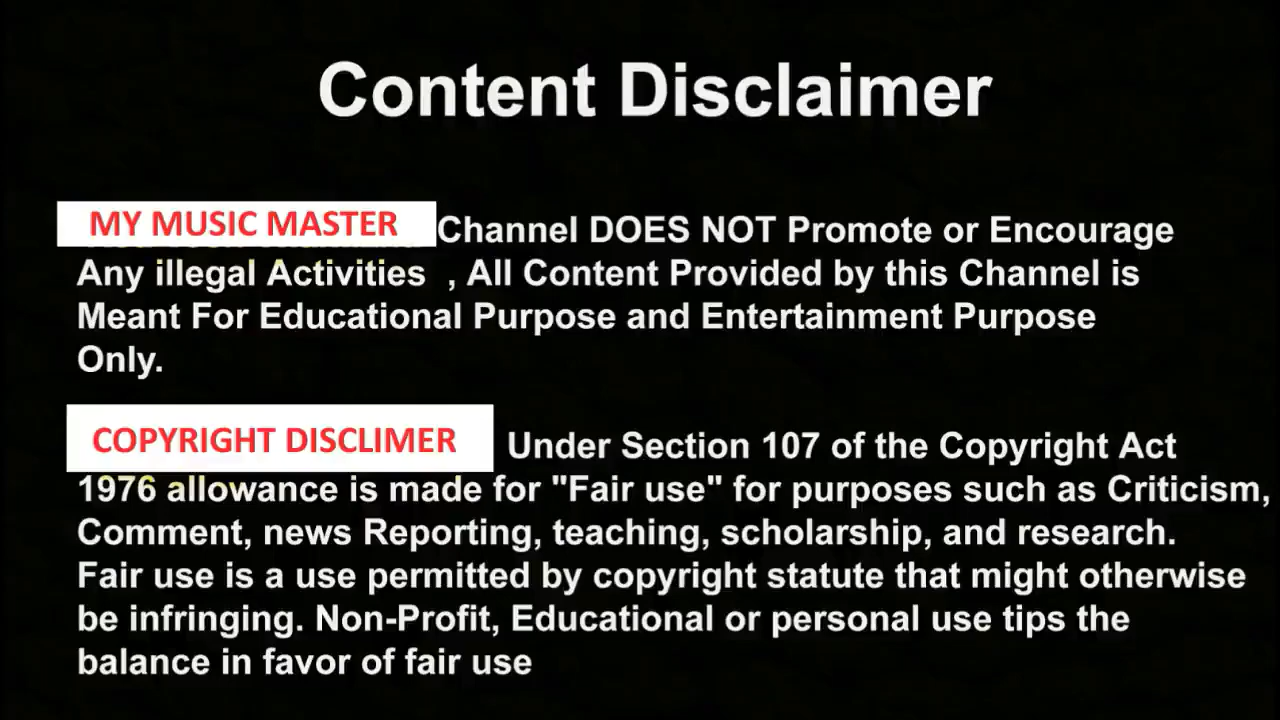 Content Disclaimer
MY MUSIC MASTER Channel DOES NOT Promote or Encourage
Any illegal Activities , All Content Provided by this Channel is
Meant For Educational Purpose and Entertainment Purpose
Only.
COPYRIGHT DISCLIMER Under Section 107 of the Copyright Act
1976 allowance is made for "Fair use" for purposes such as Criticism,
Comment, news Reporting, teaching, scholarship, and research.
Fair use is a use permitted by copyright statute that might otherwise
be infringing. Non-Profit, Educational or personal use tips the
balance in favor of fair use